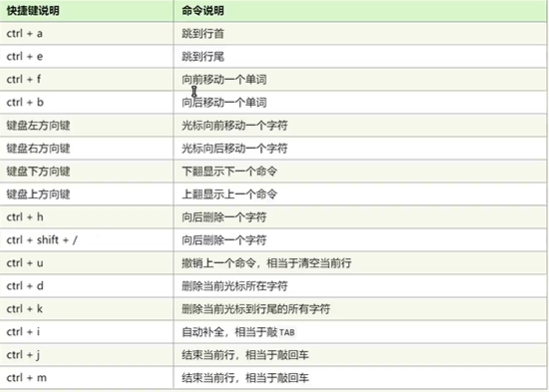 快捷键说明 命令说明
ctrl + a 跳到行首
ctrl + e 跳到行尾
ctrl + f 向前移动一个单词
ctrl + b 向后移动一个单词
键盘左方向键 光标向前移动一个字符
键盘右方向键 光标向后移动一个字符
键盘下方向键 下翻显示下一个命令
键盘上方向键 上翻显示上一个命令
ctrl + h 向后删除一个字符
ctrl + shift + / 向后删除一个字符
ctrl + u 撤销上一个命令，相当于清空当前行
ctrl + d 删除当前光标所在字符
ctrl + k 删除当前光标到行尾的所有字符
ctrl + i 自动补全，相当于敲TAB
ctrl + j 结束当前行，相当于敲回车
ctrl + m 结束当前行，相当于敲回车